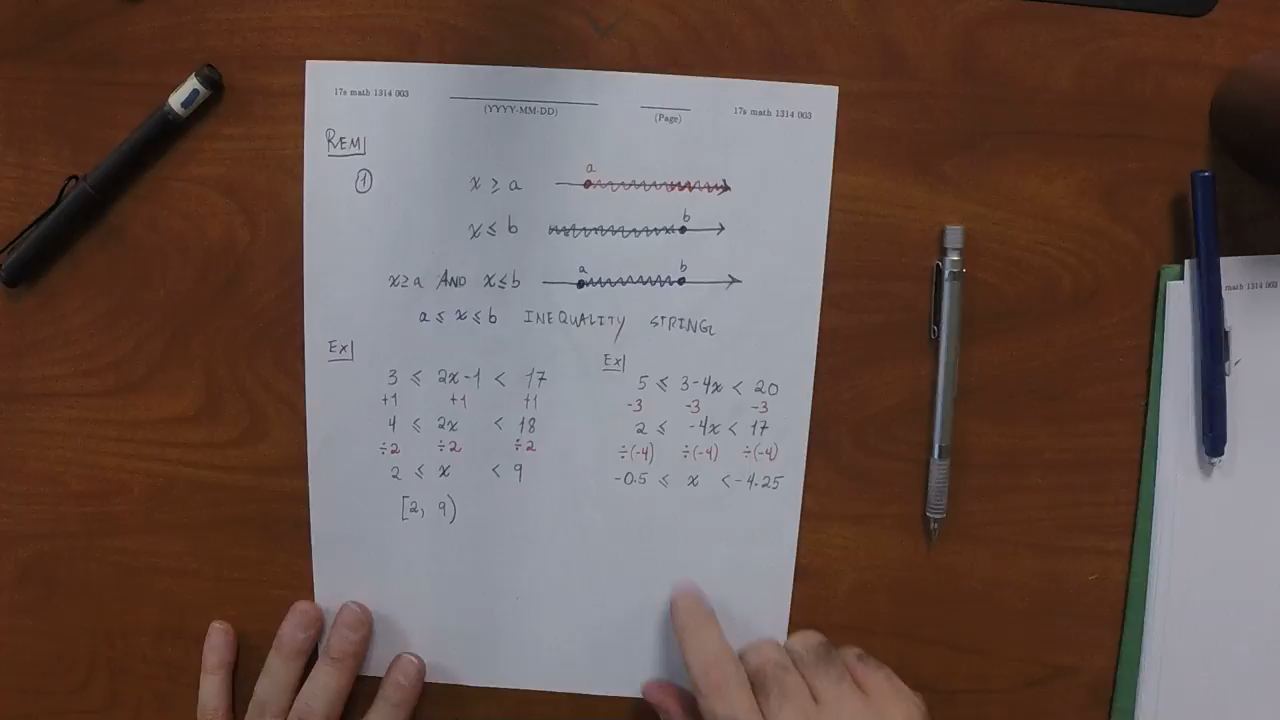 17s math 1314 003 (YYYY-MM-DD) (Page) 17s math 1314 003
REM
1 x ≥ a a
x ≤ b b
x≥a AND x≤b a b
a ≤ x ≤ b INEQUALITY STRING
Ex
3 ≤ 2x-1 < 17
+1 +1 +1
4 ≤ 2x < 18
÷2 ÷2 ÷2
2 ≤ x < 9
[2, 9)
Ex
5 ≤ 3-4x < 20
-3 -3 -3
2 ≤ -4x < 17
÷(-4) ÷(-4) ÷(-4)
-0.5 ≤ x < -4.25
math 1314 003